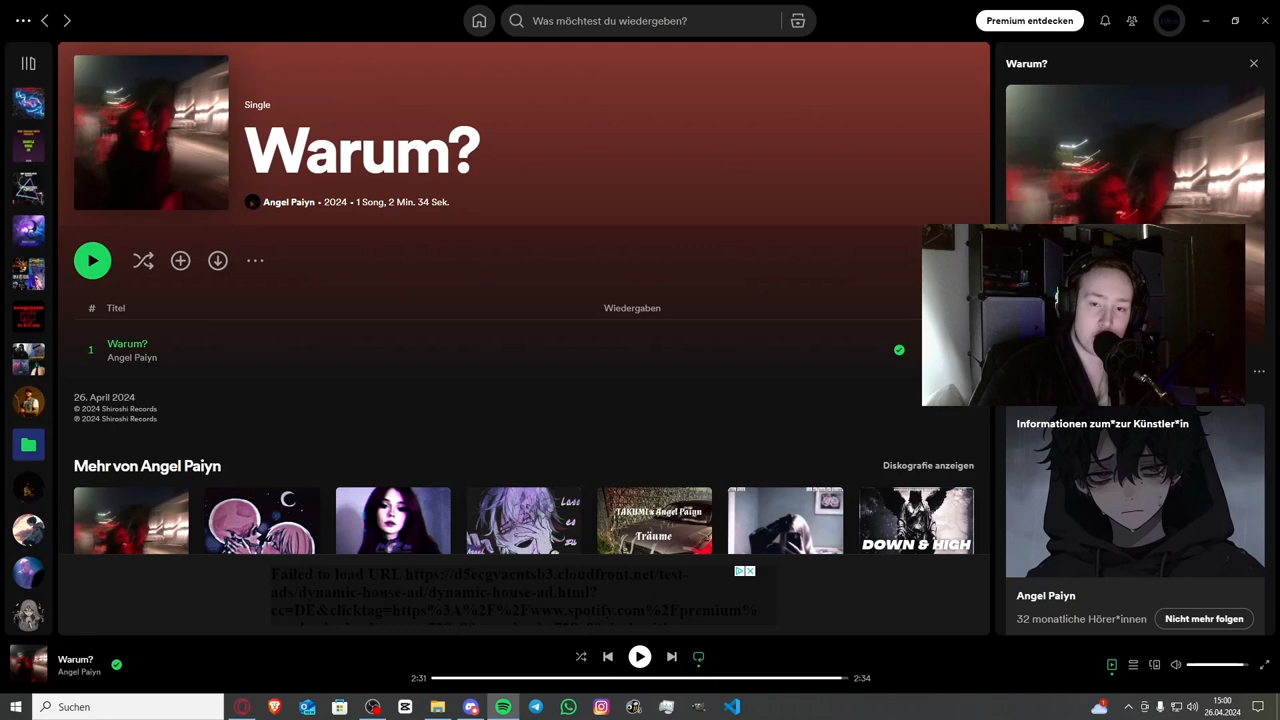 Was möchtest du wiedergeben?
Premium entdecken
Single
Warum?
Angel Paiyn • 2024 • 1 Song, 2 Min. 34 Sek.
# Titel Wiedergaben
1 Warum?
Angel Paiyn
26. April 2024
© 2024 Shiroshi Records
℗ 2024 Shiroshi Records
Mehr von Angel Paiyn
Diskografie anzeigen
TAKUMI x Angel Paiyn
Träume
DOWN & HIGH
Failed to load URL https://d5ecgvacntsb3.cloudfront.net/test-
ads/dynamic-house-ad/dynamic-house-ad.html?
cc=DE&clicktag=https%3A%2F%2Fwww.spotify.com%2Fpremium%
Warum?
Informationen zum*zur Künstler*in
Angel Paiyn
32 monatliche Hörer*innen
Nicht mehr folgen
Warum?
Angel Paiyn
2:31
2:34
Suchen
15:00
26.04.2024